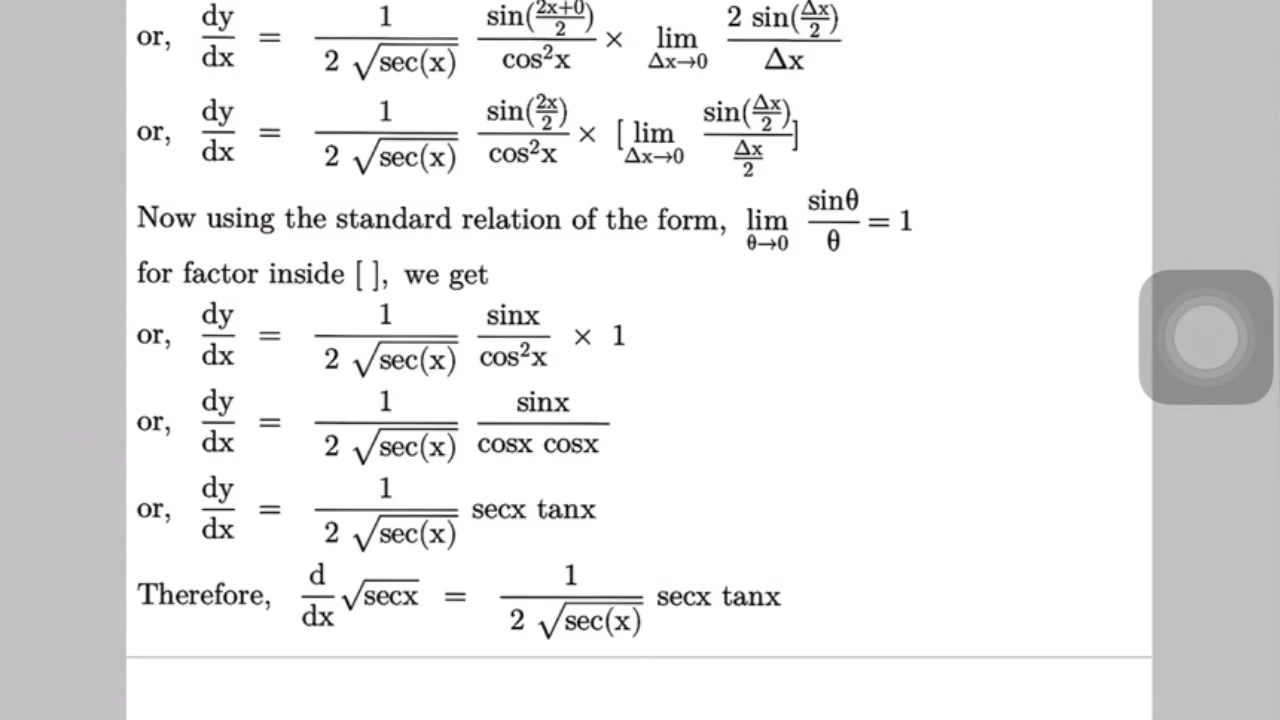 or, dy/dx = 1/(2 √sec(x)) sin((2x+0)/2)/cos²x × lim Δx→0 2 sin(Δx/2)/Δx
or, dy/dx = 1/(2 √sec(x)) sin(2x/2)/cos²x × [ lim Δx→0 sin(Δx/2)/(Δx/2) ]
Now using the standard relation of the form, lim θ→0 sinθ/θ = 1
for factor inside [ ], we get
or, dy/dx = 1/(2 √sec(x)) sinx/cos²x × 1
or, dy/dx = 1/(2 √sec(x)) sinx/(cosx cosx)
or, dy/dx = 1/(2 √sec(x)) secx tanx
Therefore, d/dx √secx = 1/(2 √sec(x)) secx tanx